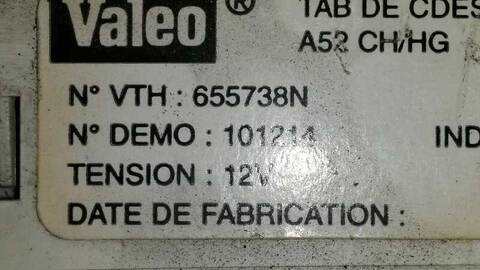 Valeo ® TAB DE CDES
A52 CH/HG
N° VTH : 655738N
N° DEMO : 101214 IND
TENSION : 12V
DATE DE FABRICATION :